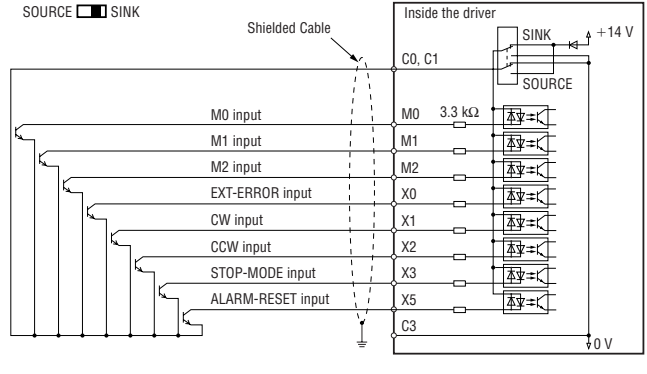 SOURCE SINK
Shielded Cable
Inside the driver
SINK
+14 V
C0, C1
SOURCE
M0 input M0 3.3 kΩ
M1 input M1
M2 input M2
EXT-ERROR input X0
CW input X1
CCW input X2
STOP-MODE input X3
ALARM-RESET input X5
C3
0 V